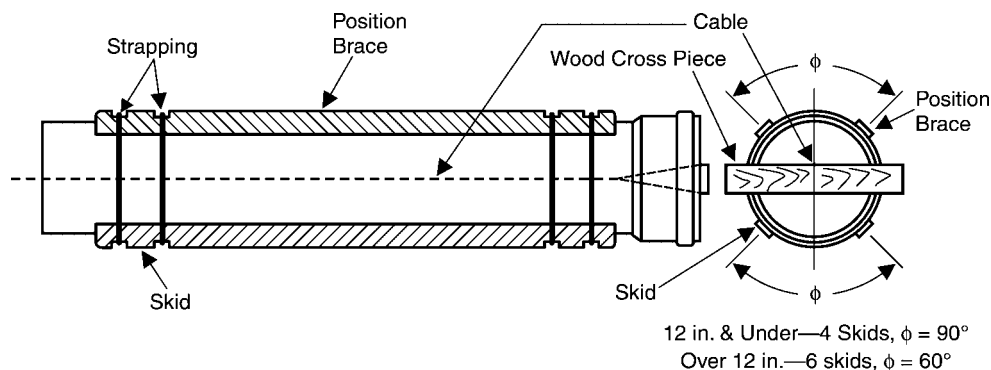 Strapping
Position
Brace
Cable
Wood Cross Piece
ϕ
Position
Brace
Skid
Skid
ϕ
12 in. & Under—4 Skids, ϕ = 90°
Over 12 in.—6 skids, ϕ = 60°